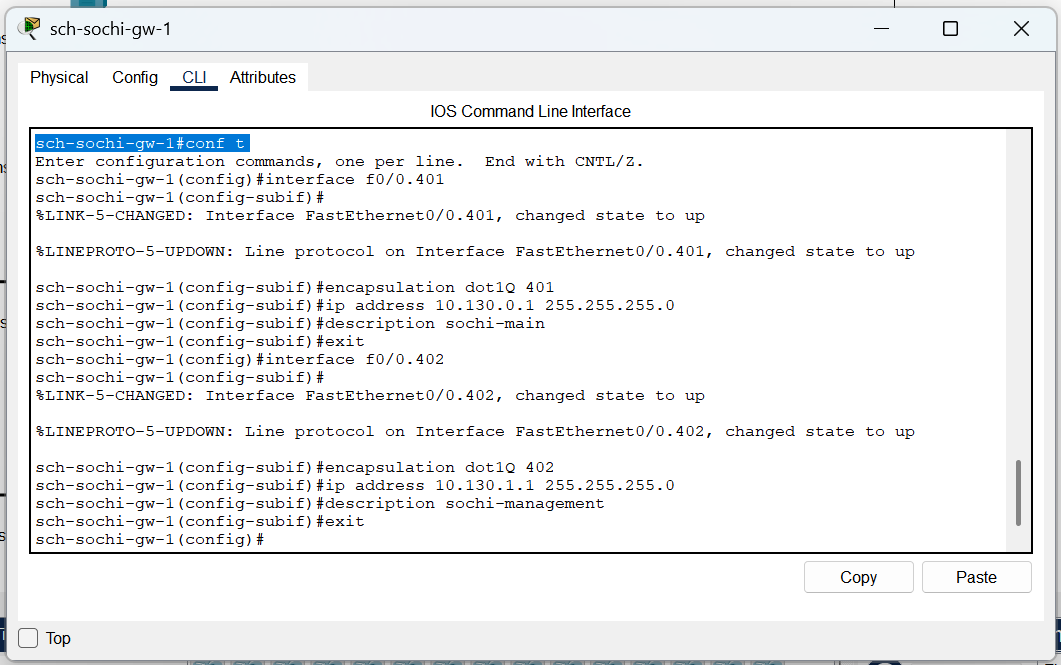 sch-sochi-gw-1
Physical Config CLI Attributes
IOS Command Line Interface
sch-sochi-gw-1#conf t
Enter configuration commands, one per line.  End with CNTL/Z.
sch-sochi-gw-1(config)#interface f0/0.401
sch-sochi-gw-1(config-subif)#
%LINK-5-CHANGED: Interface FastEthernet0/0.401, changed state to up
%LINEPROTO-5-UPDOWN: Line protocol on Interface FastEthernet0/0.401, changed state to up
sch-sochi-gw-1(config-subif)#encapsulation dot1Q 401
sch-sochi-gw-1(config-subif)#ip address 10.130.0.1 255.255.255.0
sch-sochi-gw-1(config-subif)#description sochi-main
sch-sochi-gw-1(config-subif)#exit
sch-sochi-gw-1(config)#interface f0/0.402
sch-sochi-gw-1(config-subif)#
%LINK-5-CHANGED: Interface FastEthernet0/0.402, changed state to up
%LINEPROTO-5-UPDOWN: Line protocol on Interface FastEthernet0/0.402, changed state to up
sch-sochi-gw-1(config-subif)#encapsulation dot1Q 402
sch-sochi-gw-1(config-subif)#ip address 10.130.1.1 255.255.255.0
sch-sochi-gw-1(config-subif)#description sochi-management
sch-sochi-gw-1(config-subif)#exit
sch-sochi-gw-1(config)#
Copy Paste
Top